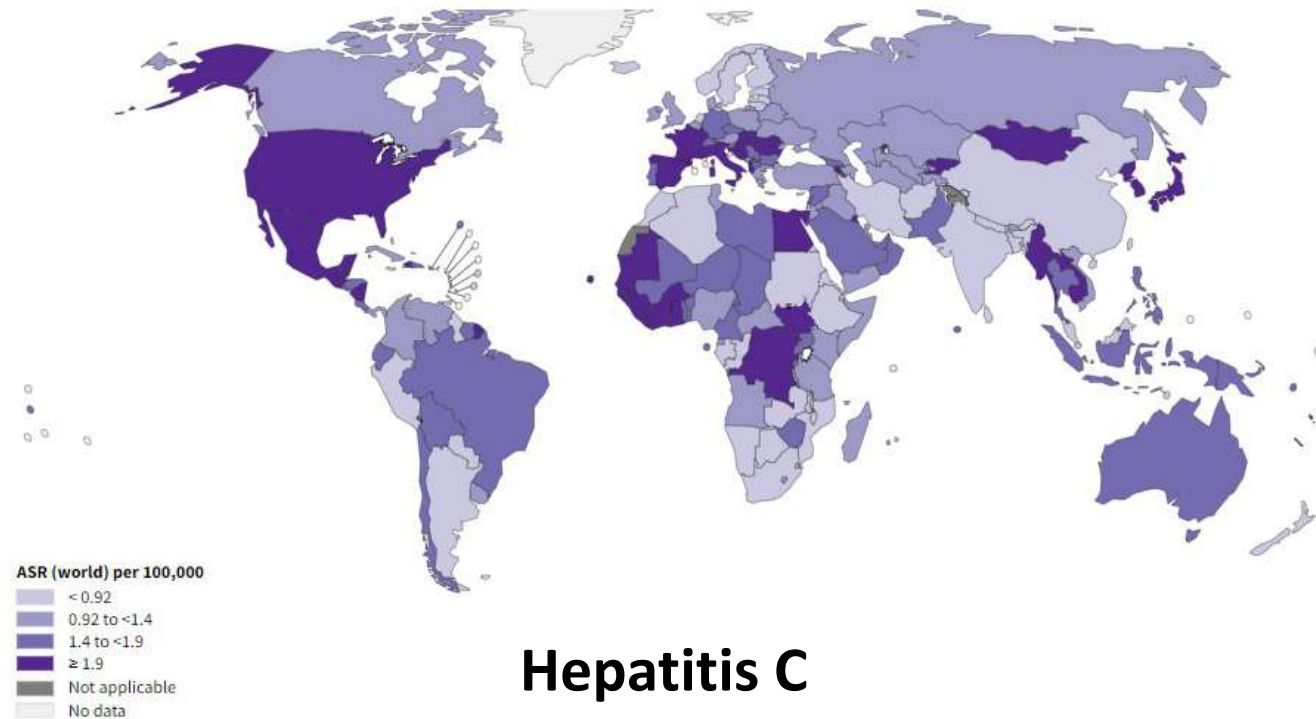 ASR (world) per 100,000
< 0.92
0.92 to <1.4
1.4 to <1.9
≥ 1.9
Not applicable
No data
Hepatitis C